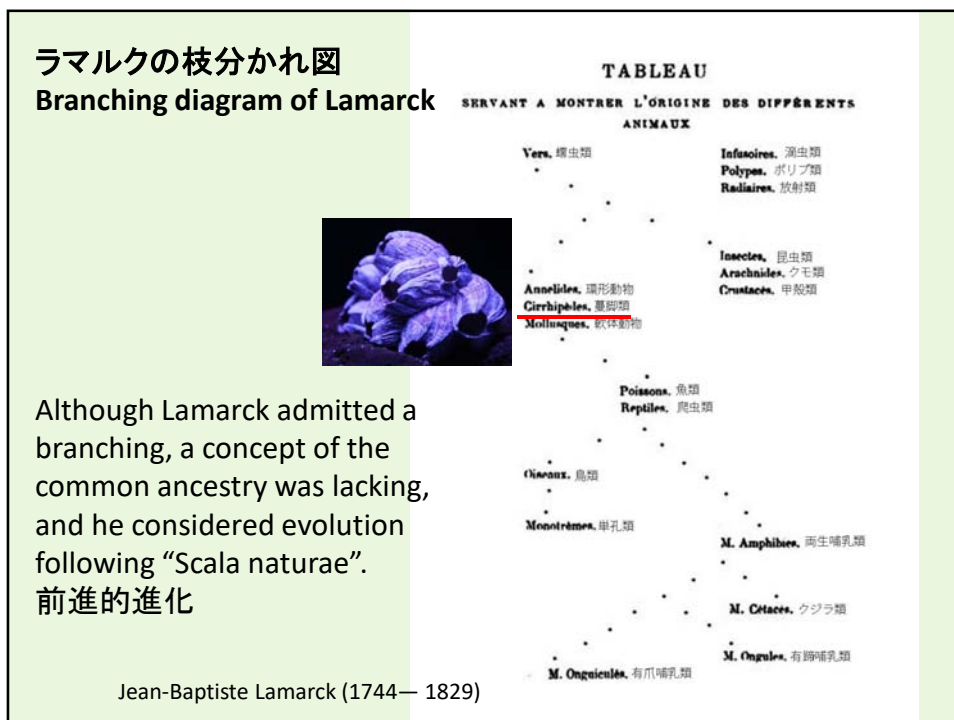 ラマルクの枝分かれ図
Branching diagram of Lamarck
TABLEAU
SERVANT A MONTRER L'ORIGINE DES DIFFÉRENTS
ANIMAUX
Vers, 蠕虫類
Infusoires, 滴虫類
Polypes, ポリプ類
Radiaires, 放射類
Annelides, 環形動物
Cirrhipèdes, 蔓脚類
Mollusques, 軟体動物
Insectes, 昆虫類
Arachnides, クモ類
Crustacés, 甲殻類
Poissons, 魚類
Reptiles, 爬虫類
Although Lamarck admitted a
branching, a concept of the
common ancestry was lacking,
and he considered evolution
following “Scala naturae”.
前進的進化
Oiseaux, 鳥類
Monotrèmes, 単孔類
M. Amphibies, 両生哺乳類
M. Cétacés, クジラ類
M. Ongulés, 有蹄哺乳類
M. Onguiculés, 有爪哺乳類
Jean-Baptiste Lamarck (1744— 1829)